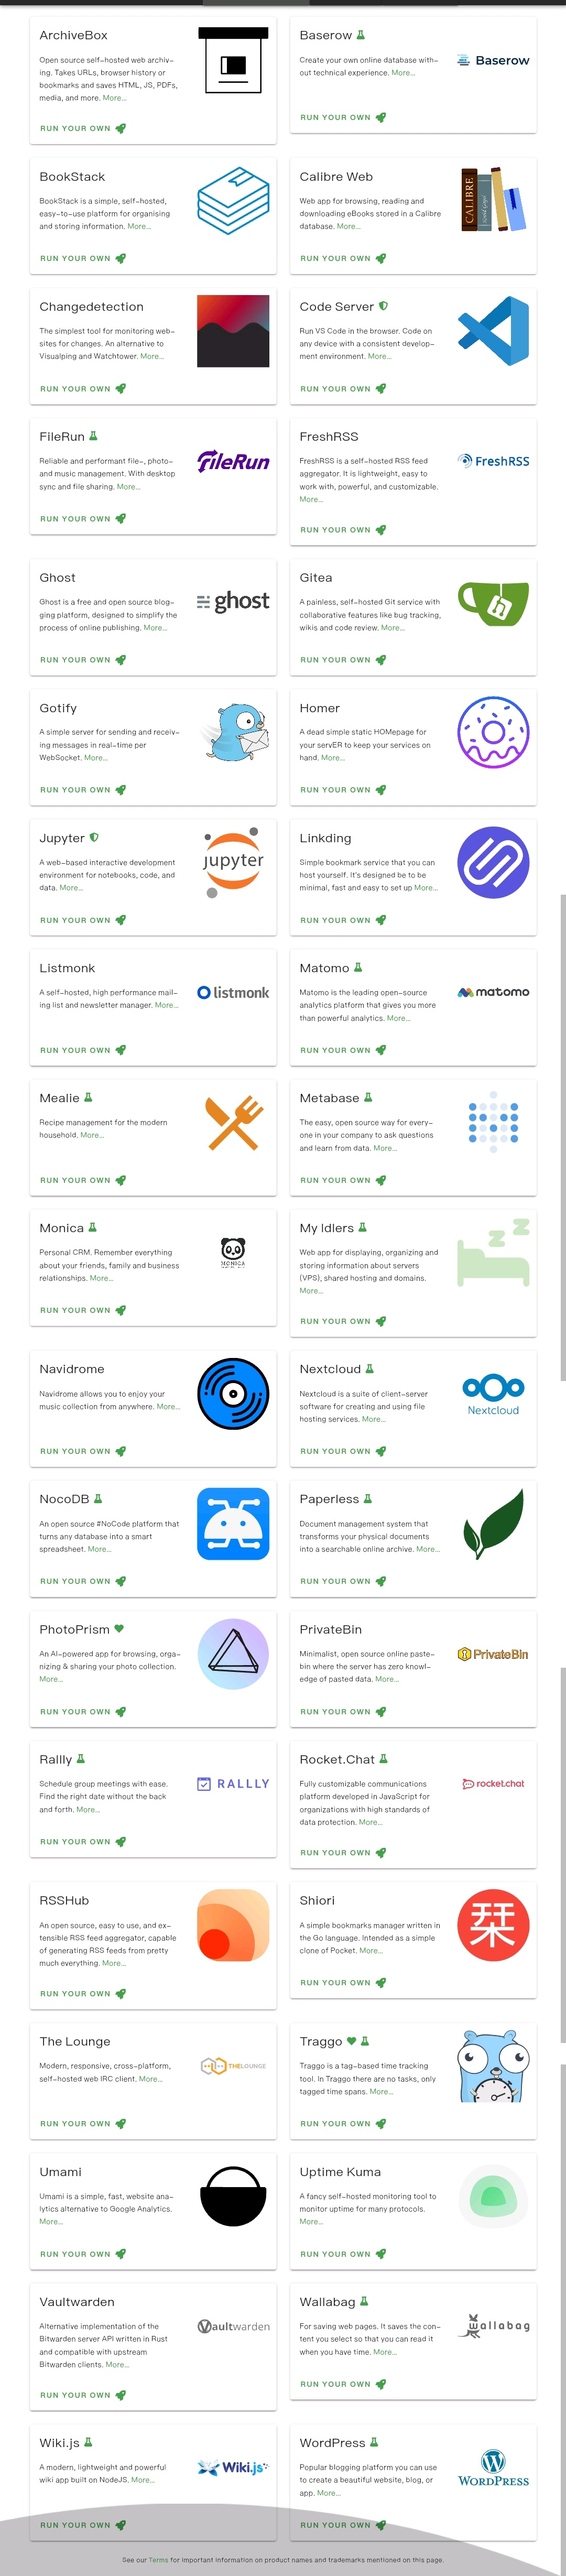 ArchiveBox
Open source self-hosted web archiv-
ing. Takes URLs, browser history or
bookmarks and saves HTML, JS, PDFs,
media, and more. More...
RUN YOUR OWN
Baserow
Create your own online database with-
out technical experience. More...
Baserow
RUN YOUR OWN
BookStack
BookStack is a simple, self-hosted,
easy-to-use platform for organising
and storing information. More...
RUN YOUR OWN
Calibre Web
Web app for browsing, reading and
downloading eBooks stored in a Calibre
database. More...
CALIBRE
RUN YOUR OWN
Changedetection
The simplest tool for monitoring web-
sites for changes. An alternative to
Visualping and Watchtower. More...
RUN YOUR OWN
Code Server
Run VS Code in the browser. Code on
any device with a consistent develop-
ment environment. More...
RUN YOUR OWN
FileRun
Reliable and performant file-, photo-
and music management. With desktop
sync and file sharing. More...
FileRun
RUN YOUR OWN
FreshRSS
FreshRSS is a self-hosted RSS feed
aggregator. It is lightweight, easy to
work with, powerful, and customizable.
More...
FreshRSS
RUN YOUR OWN
Ghost
Ghost is a free and open source blog-
ging platform, designed to simplify the
process of online publishing. More...
ghost
RUN YOUR OWN
Gitea
A painless, self-hosted Git service with
collaborative features like bug tracking,
wikis and code review. More...
RUN YOUR OWN
Gotify
A simple server for sending and receiv-
ing messages in real-time per
WebSocket. More...
RUN YOUR OWN
Homer
A dead simple static HOMepage for
your servER to keep your services on
hand. More...
RUN YOUR OWN
Jupyter
A web-based interactive development
environment for notebooks, code, and
data. More...
jupyter
RUN YOUR OWN
Linkding
Simple bookmark service that you can
host yourself. It's designed be to be
minimal, fast and easy to set up More...
RUN YOUR OWN
Listmonk
A self-hosted, high performance mail-
ing list and newsletter manager. More...
listmonk
RUN YOUR OWN
Matomo
Matomo is the leading open-source
analytics platform that gives you more
than powerful analytics. More...
matomo
RUN YOUR OWN
Mealie
Recipe management for the modern
household. More...
RUN YOUR OWN
Metabase
The easy, open source way for every-
one in your company to ask questions
and learn from data. More...
RUN YOUR OWN
Monica
Personal CRM. Remember everything
about your friends, family and business
relationships. More...
MONICA
RUN YOUR OWN
My Idlers
Web app for displaying, organizing and
storing information about servers
(VPS), shared hosting and domains.
More...
Z Z
RUN YOUR OWN
Navidrome
Navidrome allows you to enjoy your
music collection from anywhere. More...
RUN YOUR OWN
Nextcloud
Nextcloud is a suite of client-server
software for creating and using file
hosting services. More...
Nextcloud
RUN YOUR OWN
NocoDB
An open source #NoCode platform that
turns any database into a smart
spreadsheet. More...
RUN YOUR OWN
Paperless
Document management system that
transforms your physical documents
into a searchable online archive. More...
RUN YOUR OWN
PhotoPrism
An AI-powered app for browsing, orga-
nizing & sharing your photo collection.
More...
RUN YOUR OWN
PrivateBin
Minimalist, open source online paste-
bin where the server has zero knowl-
edge of pasted data. More...
PrivateBin
RUN YOUR OWN
Rallly
Schedule group meetings with ease.
Find the right date without the back
and forth. More...
RALLLY
RUN YOUR OWN
Rocket.Chat
Fully customizable communications
platform developed in JavaScript for
organizations with high standards of
data protection. More...
rocket.chat
RUN YOUR OWN
RSSHub
An open source, easy to use, and ex-
tensible RSS feed aggregator, capable
of generating RSS feeds from pretty
much everything. More...
RUN YOUR OWN
Shiori
A simple bookmarks manager written in
the Go language. Intended as a simple
clone of Pocket. More...
栞
RUN YOUR OWN
The Lounge
Modern, responsive, cross-platform,
self-hosted web IRC client. More...
THELOUNGE
RUN YOUR OWN
Traggo
Traggo is a tag-based time tracking
tool. In Traggo there are no tasks, only
tagged time spans. More...
RUN YOUR OWN
Umami
Umami is a simple, fast, website ana-
lytics alternative to Google Analytics.
More...
RUN YOUR OWN
Uptime Kuma
A fancy self-hosted monitoring tool to
monitor uptime for many protocols.
More...
RUN YOUR OWN
Vaultwarden
Alternative implementation of the
Bitwarden server API written in Rust
and compatible with upstream
Bitwarden clients. More...
Vaultwarden
RUN YOUR OWN
Wallabag
For saving web pages. It saves the con-
tent you select so that you can read it
when you have time. More...
wallabag
RUN YOUR OWN
Wiki.js
A modern, lightweight and powerful
wiki app built on NodeJS. More...
Wiki.js
RUN YOUR OWN
WordPress
Popular blogging platform you can use
to create a beautiful website, blog, or
app. More...
WORDPRESS
RUN YOUR OWN
See our Terms for important information on product names and trademarks mentioned on this page.